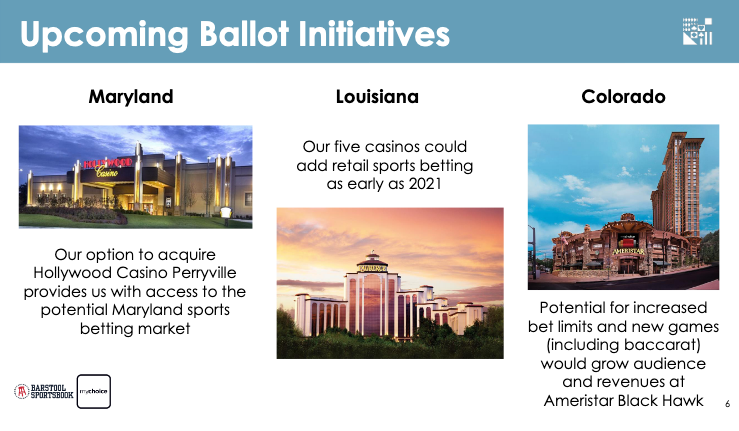 Upcoming Ballot Initiatives
Maryland
HOLLYWOOD
Casino
Our option to acquire
Hollywood Casino Perryville
provides us with access to the
potential Maryland sports
betting market
Louisiana
Our five casinos could
add retail sports betting
as early as 2021
L'AUBERGE
Colorado
AMERISTAR
Potential for increased
bet limits and new games
(including baccarat)
would grow audience
and revenues at
Ameristar Black Hawk
BARSTOOL
SPORTSBOOK
mychoice
6